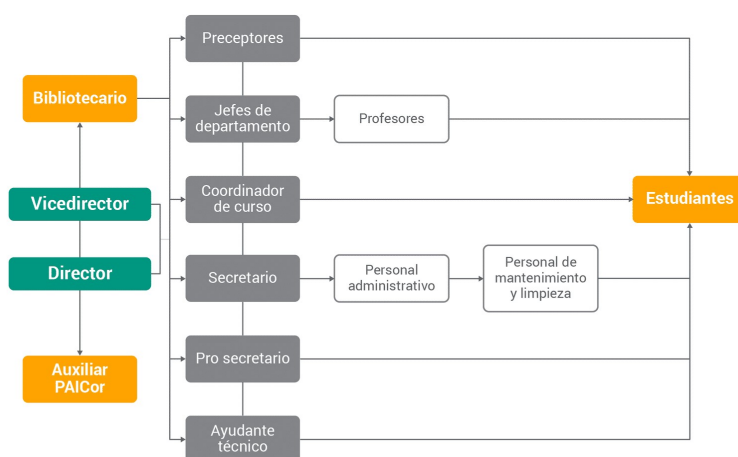 Preceptores
Bibliotecario
Jefes de
departamento
Profesores
Vicedirector
Coordinador
de curso
Estudiantes
Director
Secretario
Personal
administrativo
Personal de
mantenimiento
y limpieza
Auxiliar
PAICor
Pro secretario
Ayudante
técnico